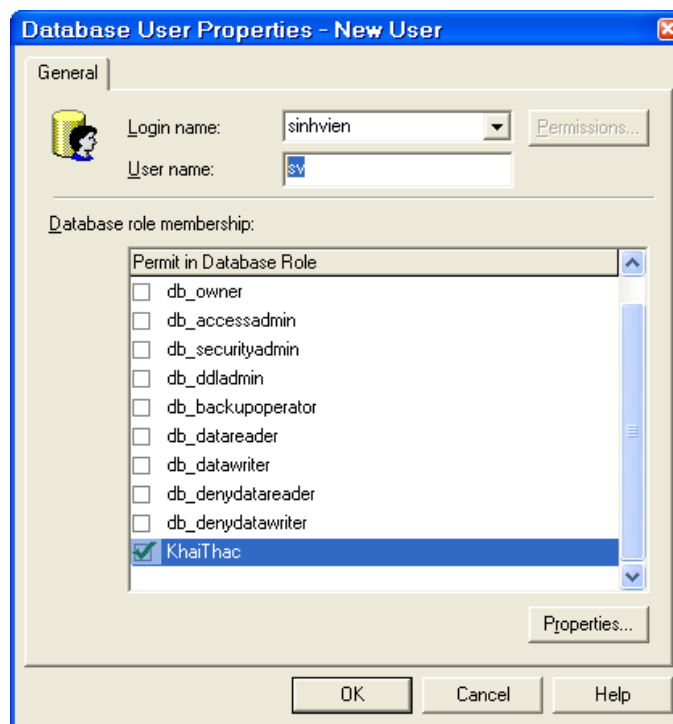 Database User Properties - New User
General
Login name: sinhvien Permissions...
User name: sv
Database role membership:
Permit in Database Role
db_owner
db_accessadmin
db_securityadmin
db_ddladmin
db_backupoperator
db_datareader
db_datawriter
db_denydatareader
db_denydatawriter
KhaiThac
Properties...
OK Cancel Help